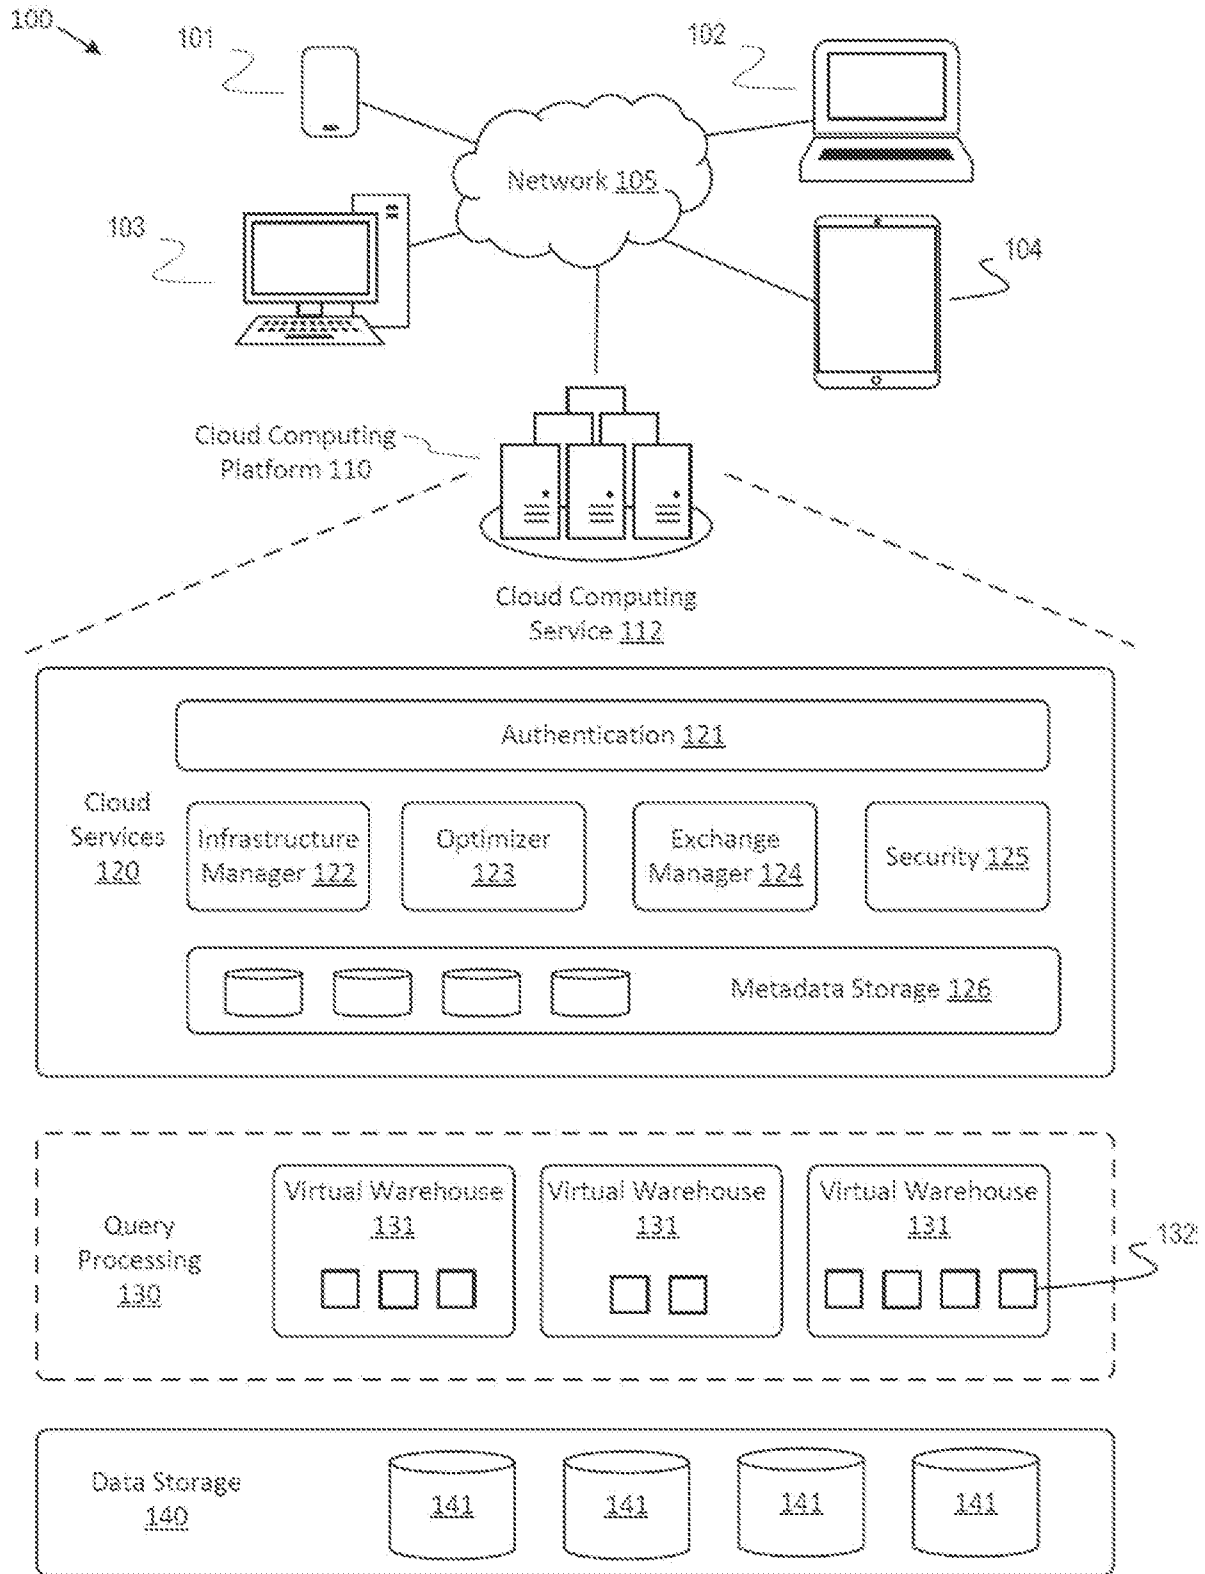 100
101
102
Network 105
103
104
Cloud Computing
Platform 110
Cloud Computing
Service 112
Authentication 121
Cloud
Services
120
Infrastructure
Manager 122
Optimizer
123
Exchange
Manager 124
Security 125
Metadata Storage 126
Query
Processing
130
Virtual Warehouse
131
Virtual Warehouse
131
Virtual Warehouse
131
132
Data Storage
140
141
141
141
141